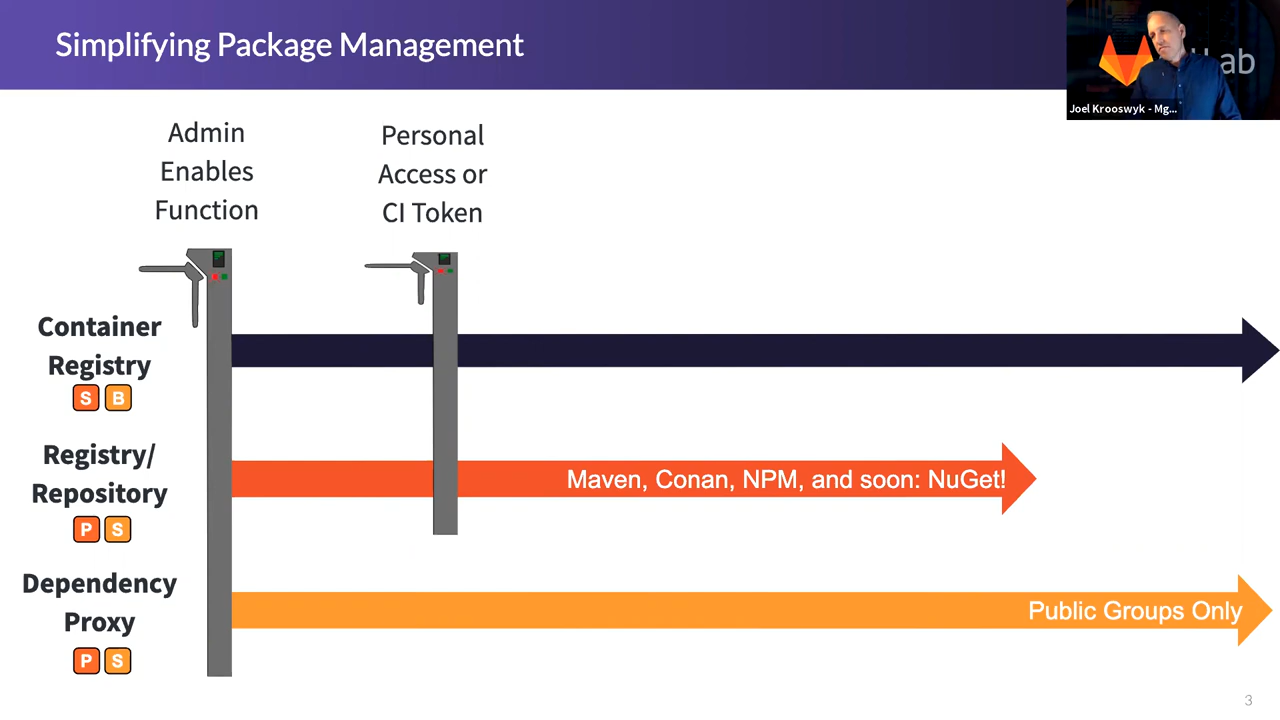 Simplifying Package Management
Joel Krooswyk - Mg...
Admin
Enables
Function
Personal
Access or
CI Token
Container
Registry
S B
Registry/
Repository
P S
Maven, Conan, NPM, and soon: NuGet!
Dependency
Proxy
P S
Public Groups Only
3